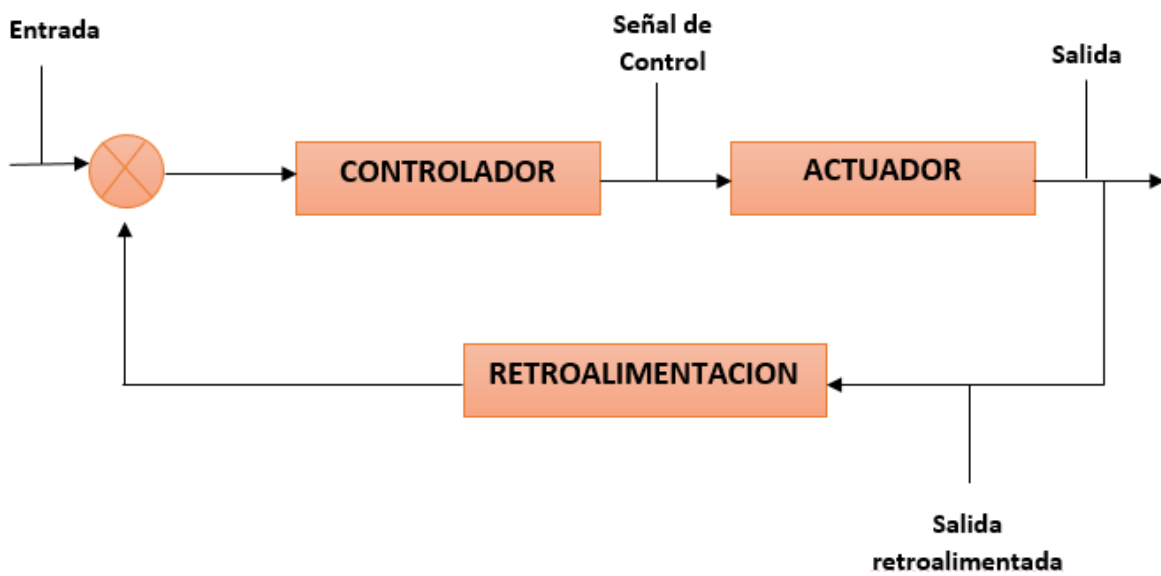 Entrada
Señal de
Control
Salida
CONTROLADOR
ACTUADOR
RETROALIMENTACION
Salida
retroalimentada